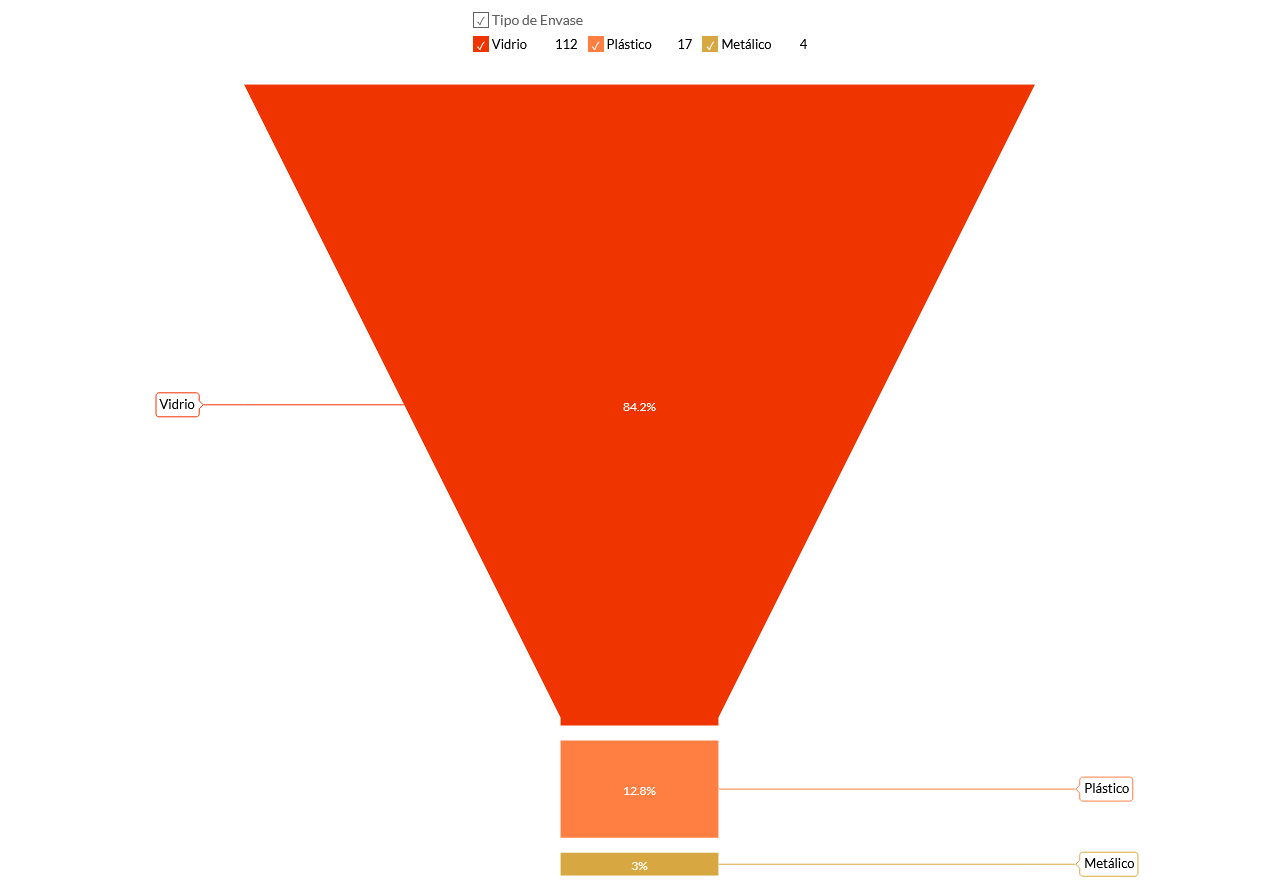 Tipo de Envase
Vidrio 112 Plástico 17 Metálico 4
Vidrio
84.2%
12.8%
Plástico
3%
Metálico